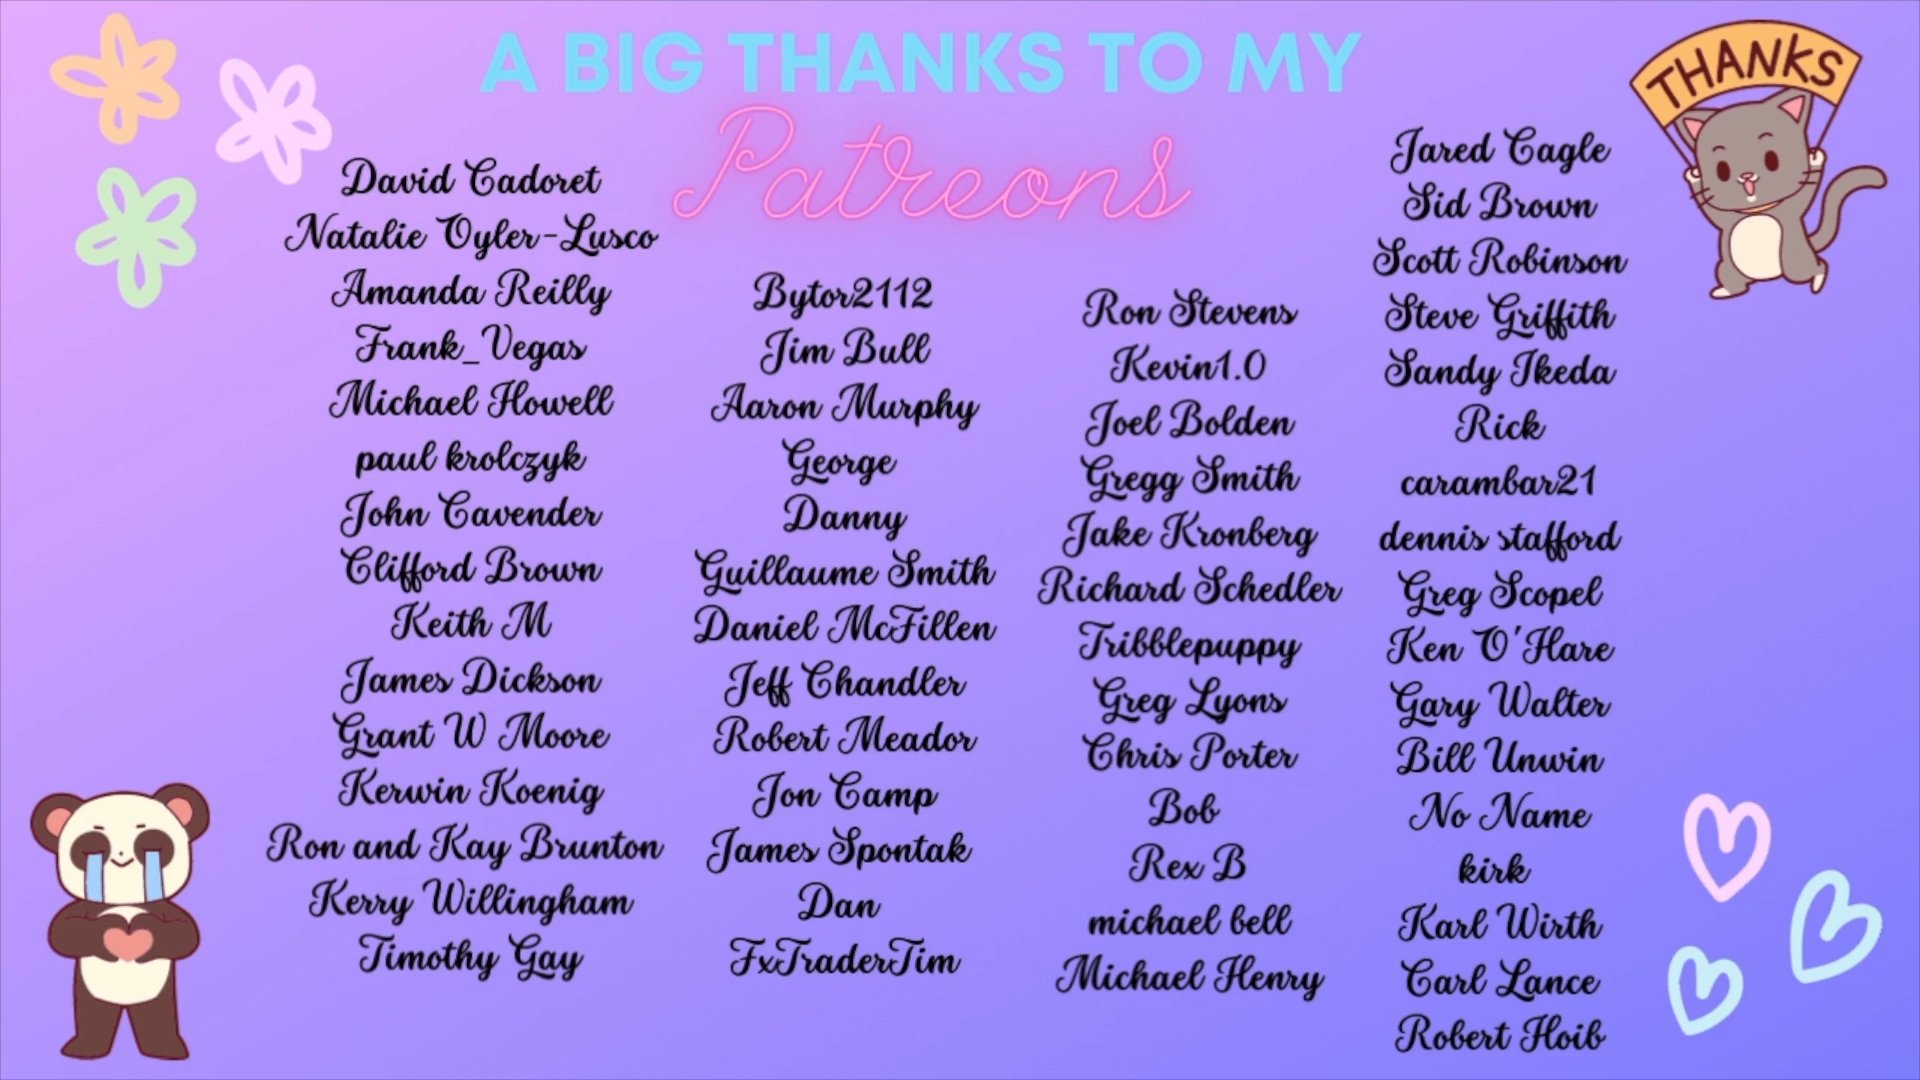 A BIG THANKS TO MY
Patreons
THANKS
David Cadoret
Natalie Oyler-Lusco
Amanda Reilly
Frank_Vegas
Michael Howell
paul krolczyk
John Cavender
Clifford Brown
Keith M
James Dickson
Grant W Moore
Kerwin Koenig
Ron and Kay Brunton
Kerry Willingham
Timothy Gay
Bytor2112
Jim Bull
Aaron Murphy
George
Danny
Guillaume Smith
Daniel McFillen
Jeff Chandler
Robert Meador
Jon Camp
James Spontak
Dan
FxTraderTim
Ron Stevens
Kevin1.0
Joel Bolden
Gregg Smith
Jake Kronberg
Richard Schedler
Tribblepuppy
Greg Lyons
Chris Porter
Bob
Rex B
michael bell
Michael Henry
Jared Cagle
Sid Brown
Scott Robinson
Steve Griffith
Sandy Ikeda
Rick
carambar21
dennis stafford
Greg Scopel
Ken O'Hare
Gary Walter
Bill Unwin
No Name
kirk
Karl Wirth
Carl Lance
Robert Hoib